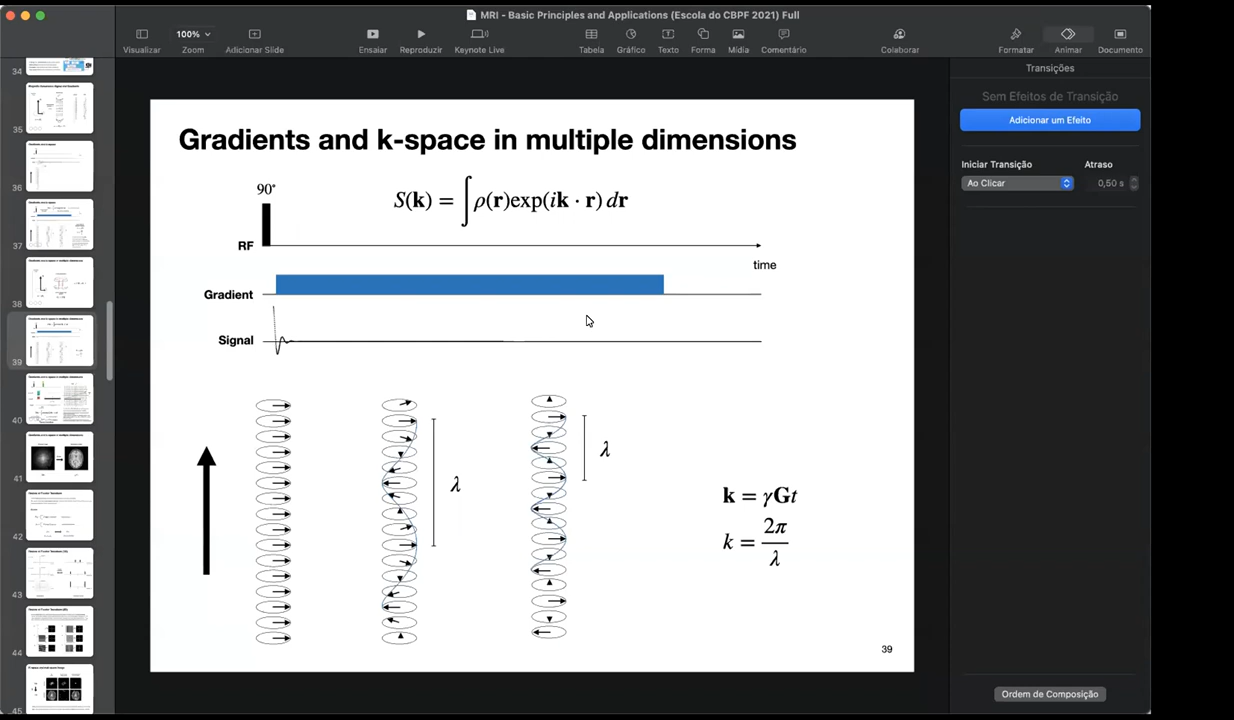 MRI - Basic Principles and Applications (Escola do CBPF 2021) Full
100%
Visualizar
Zoom
Adicionar Slide
Ensaiar
Reproduzir
Keynote Live
Tabela
Gráfico
Texto
Forma
Mídia
Comentário
Colaborar
Formatar
Animar
Documento
Transições
Sem Efeitos de Transição
Adicionar um Efeito
Iniciar Transição
Atraso
Ao Clicar
0,50 s
Ordem de Composição
34
35
36
37
38
39
40
41
42
43
44
45
Gradients and k-space in multiple dimensions
90°
S(k) = ∫ρ(r)exp(ik · r) dr
RF
time
Gradient
Signal
λ
λ
k = γGt
k = 2π/λ
39